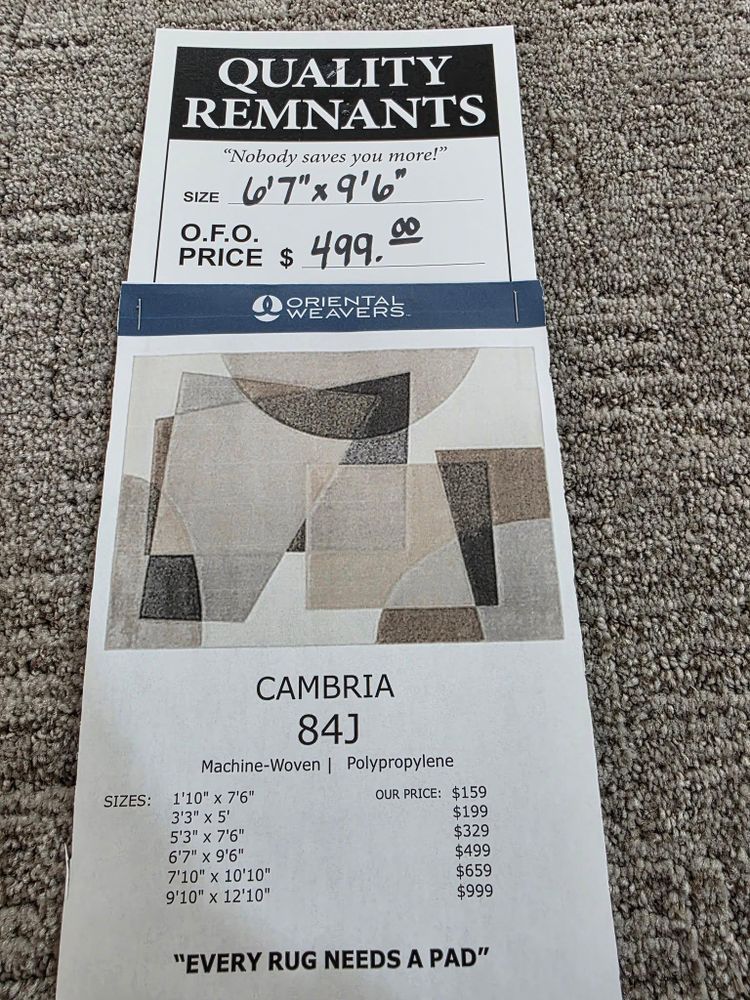 QUALITY
REMNANTS
“Nobody saves you more!”
SIZE 6'7" x 9'6"
O.F.O.
PRICE $ 499.00
ORIENTAL
WEAVERS
CAMBRIA
84J
Machine-Woven | Polypropylene
SIZES: 1'10" x 7'6" OUR PRICE: $159
3'3" x 5' $199
5'3" x 7'6" $329
6'7" x 9'6" $499
7'10" x 10'10" $659
9'10" x 12'10" $999
"EVERY RUG NEEDS A PAD"